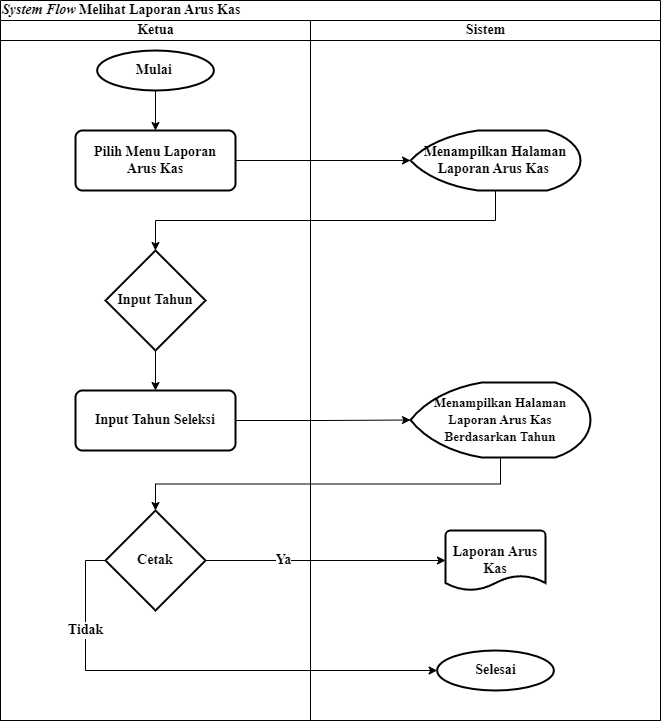 System Flow Melihat Laporan Arus Kas
Ketua
Sistem
Mulai
Pilih Menu Laporan
Arus Kas
Menampilkan Halaman
Laporan Arus Kas
Input Tahun
Input Tahun Seleksi
Menampilkan Halaman
Laporan Arus Kas
Berdasarkan Tahun
Cetak
Ya
Laporan Arus
Kas
Tidak
Selesai